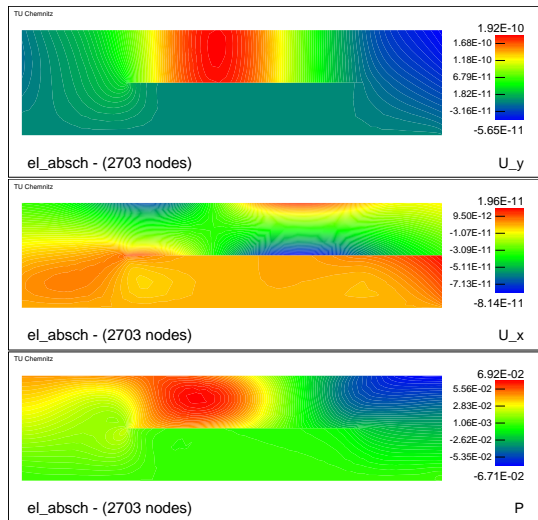 TU Chemnitz
1.92E-10
1.68E-10
1.18E-10
6.79E-11
1.82E-11
-3.16E-11
-5.65E-11
el_absch - (2703 nodes)
U_y
TU Chemnitz
1.96E-11
9.50E-12
-1.07E-11
-3.09E-11
-5.11E-11
-7.13E-11
-8.14E-11
el_absch - (2703 nodes)
U_x
TU Chemnitz
6.92E-02
5.56E-02
2.83E-02
1.06E-03
-2.62E-02
-5.35E-02
-6.71E-02
el_absch - (2703 nodes)
P